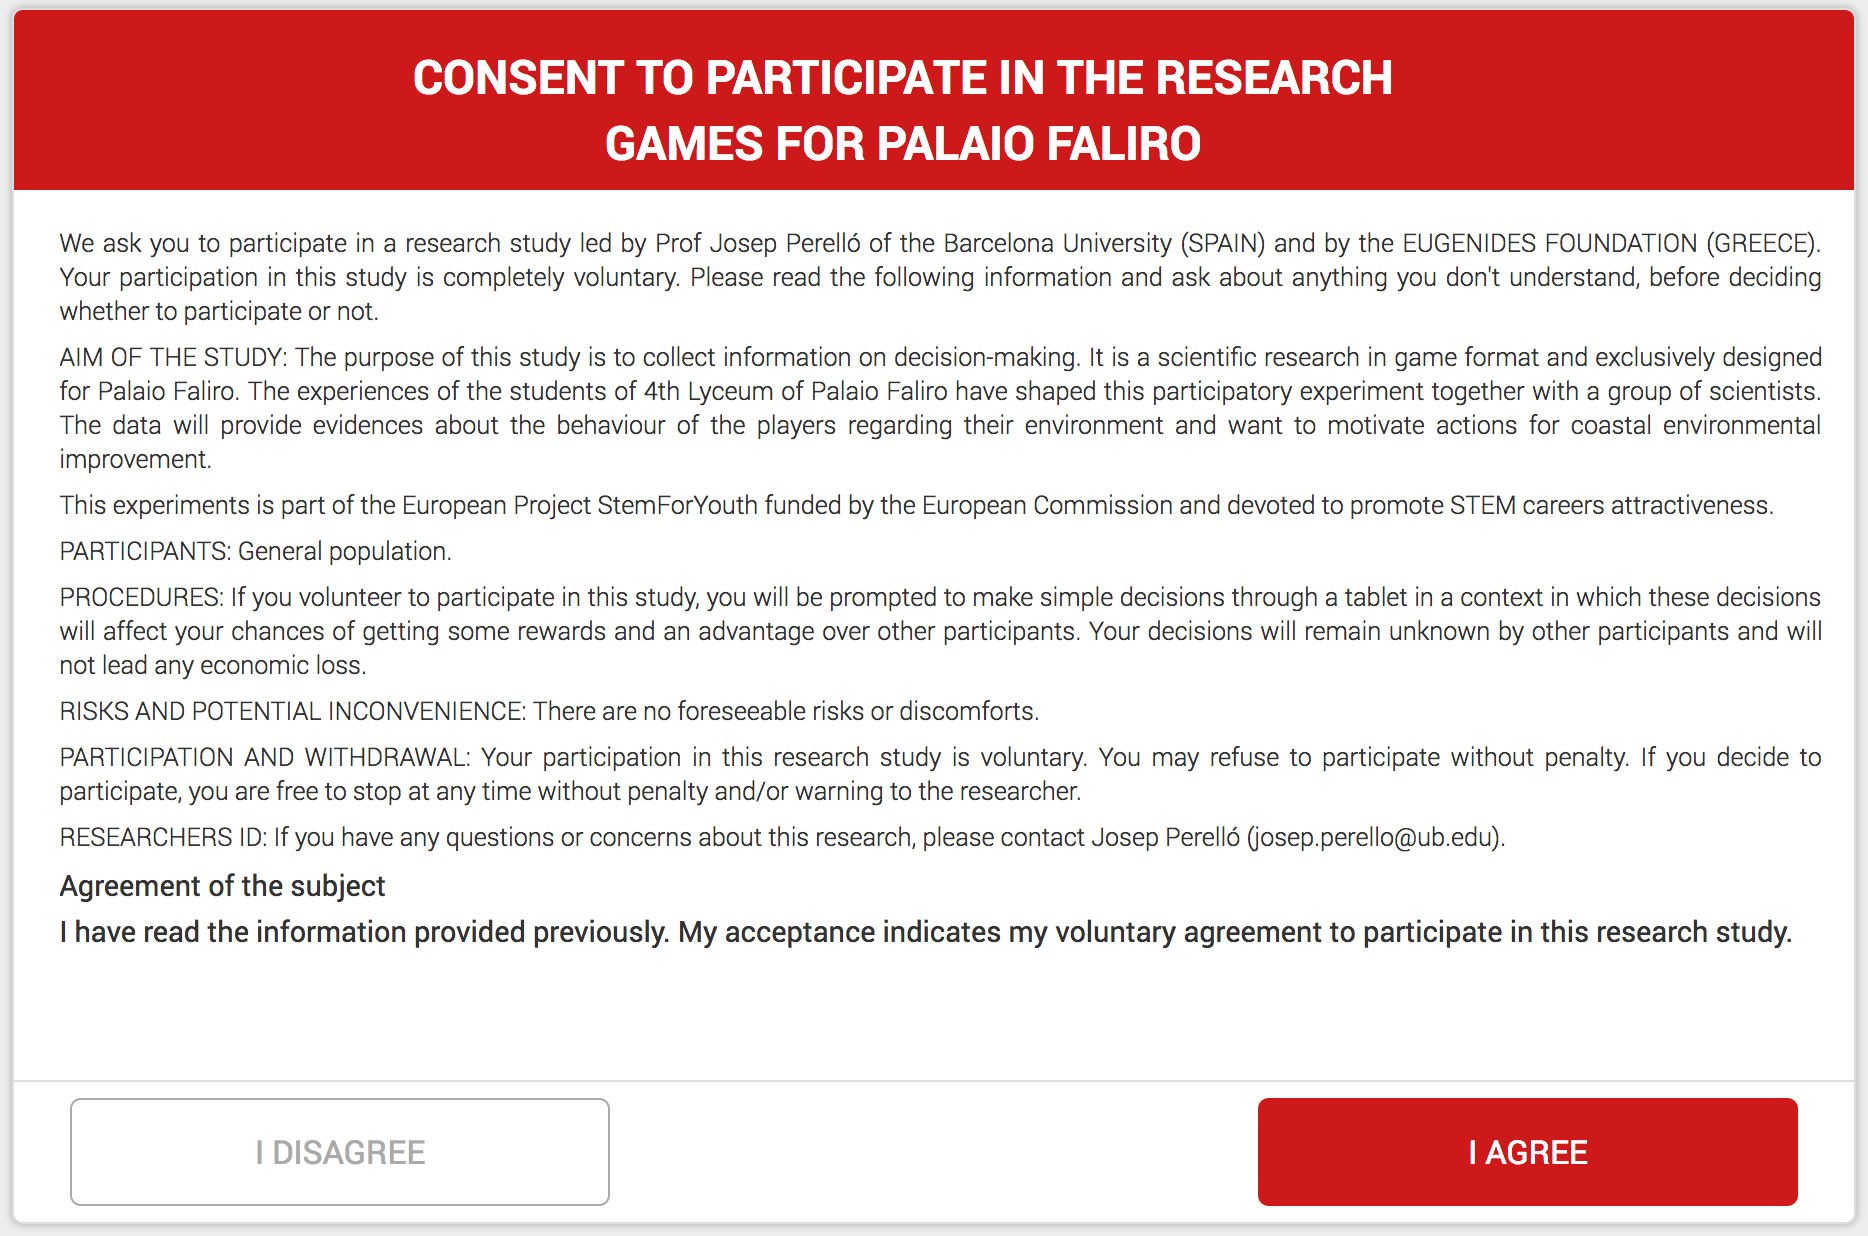 CONSENT TO PARTICIPATE IN THE RESEARCH
GAMES FOR PALAIO FALIRO
We ask you to participate in a research study led by Prof Josep Perelló of the Barcelona University (SPAIN) and by the EUGENIDES FOUNDATION (GREECE).
Your participation in this study is completely voluntary. Please read the following information and ask about anything you don't understand, before deciding
whether to participate or not.
AIM OF THE STUDY: The purpose of this study is to collect information on decision-making. It is a scientific research in game format and exclusively designed
for Palaio Faliro. The experiences of the students of 4th Lyceum of Palaio Faliro have shaped this participatory experiment together with a group of scientists.
The data will provide evidences about the behaviour of the players regarding their environment and want to motivate actions for coastal environmental
improvement.
This experiments is part of the European Project StemForYouth funded by the European Commission and devoted to promote STEM careers attractiveness.
PARTICIPANTS: General population.
PROCEDURES: If you volunteer to participate in this study, you will be prompted to make simple decisions through a tablet in a context in which these decisions
will affect your chances of getting some rewards and an advantage over other participants. Your decisions will remain unknown by other participants and will
not lead any economic loss.
RISKS AND POTENTIAL INCONVENIENCE: There are no foreseeable risks or discomforts.
PARTICIPATION AND WITHDRAWAL: Your participation in this research study is voluntary. You may refuse to participate without penalty. If you decide to
participate, you are free to stop at any time without penalty and/or warning to the researcher.
RESEARCHERS ID: If you have any questions or concerns about this research, please contact Josep Perelló (josep.perello@ub.edu).
Agreement of the subject
I have read the information provided previously. My acceptance indicates my voluntary agreement to participate in this research study.
I DISAGREE
I AGREE